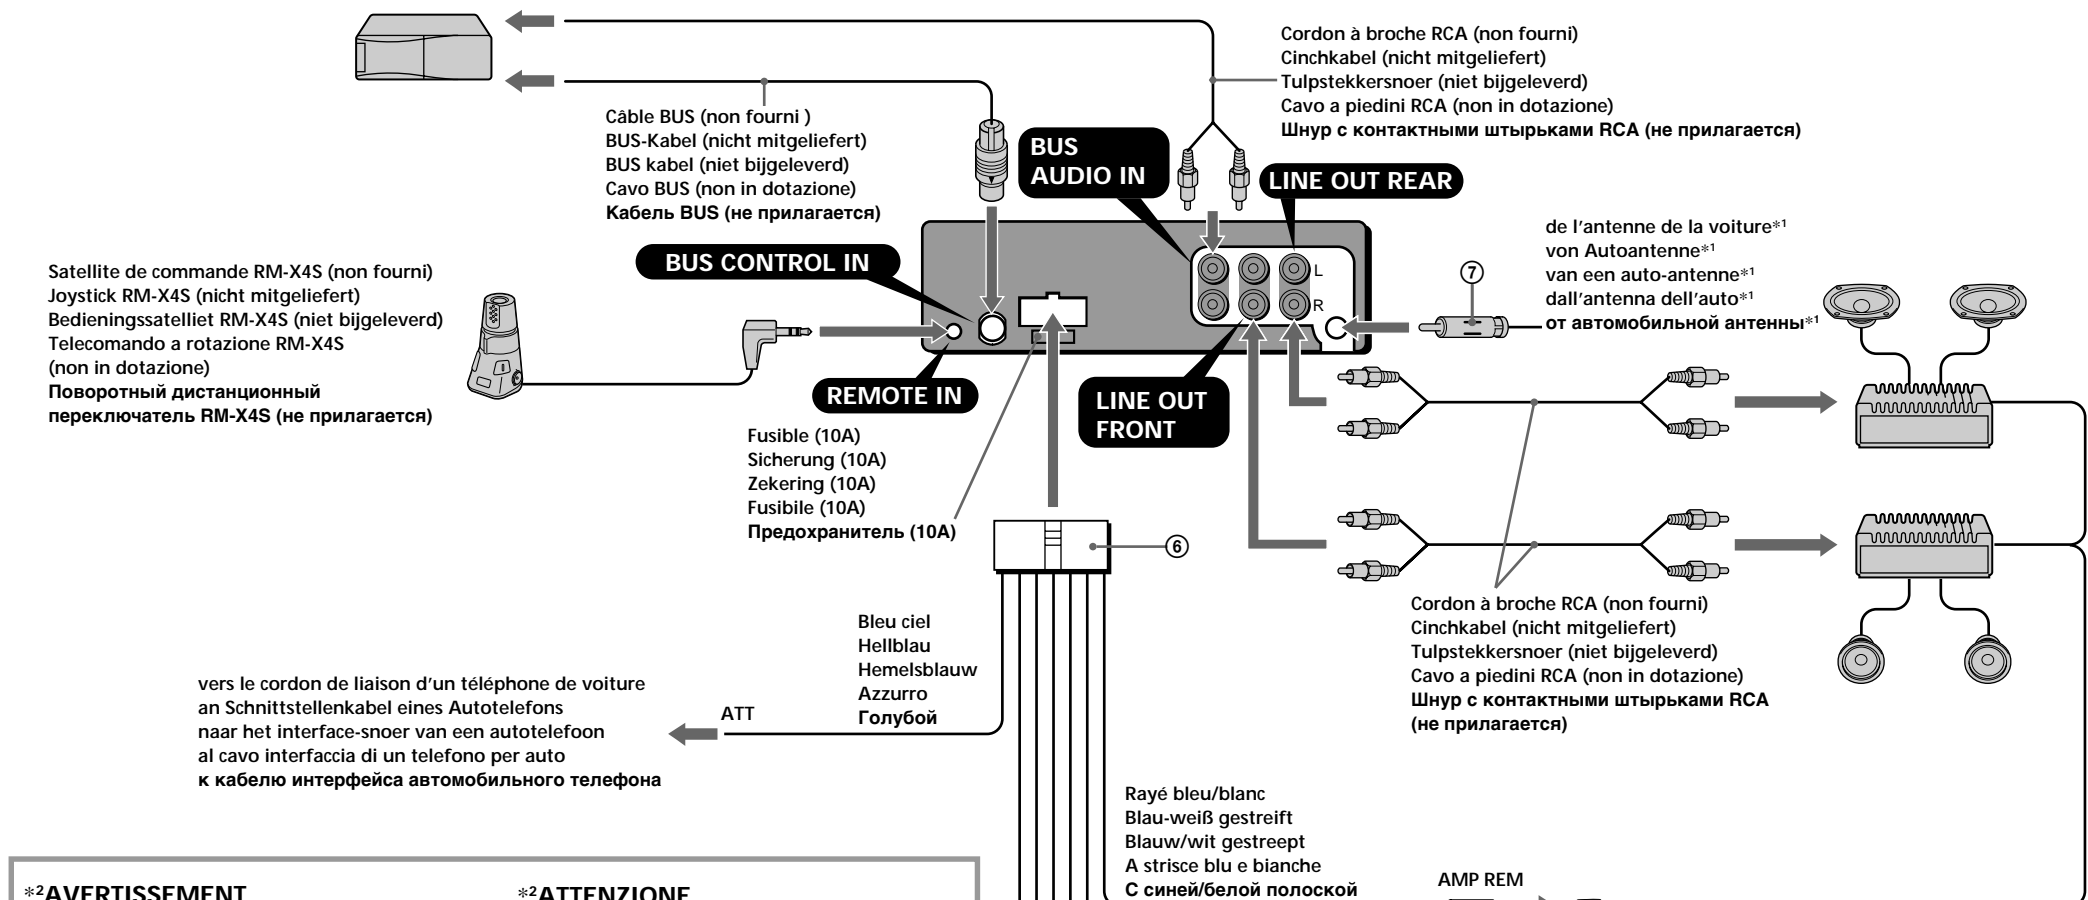 Cordon à broche RCA (non fourni)
Cinchkabel (nicht mitgeliefert)
Tulpstekkersnoer (niet bijgeleverd)
Cavo a piedini RCA (non in dotazione)
Шнур с контактными штырьками RCA (не прилагается)
Câble BUS (non fourni )
BUS-Kabel (nicht mitgeliefert)
BUS kabel (niet bijgeleverd)
Cavo BUS (non in dotazione)
Кабель BUS (не прилагается)
BUS
AUDIO IN
LINE OUT REAR
BUS CONTROL IN
de l'antenne de la voiture*1
von Autoantenne*1
van een auto-antenne*1
dall'antenna dell'auto*1
от автомобильной антенны*1
⑦
L
R
Satellite de commande RM-X4S (non fourni)
Joystick RM-X4S (nicht mitgeliefert)
Bedieningssatelliet RM-X4S (niet bijgeleverd)
Telecomando a rotazione RM-X4S
(non in dotazione)
Поворотный дистанционный
переключатель RM-X4S (не прилагается)
REMOTE IN
LINE OUT
FRONT
Fusible (10A)
Sicherung (10A)
Zekering (10A)
Fusibile (10A)
Предохранитель (10A)
⑥
Cordon à broche RCA (non fourni)
Cinchkabel (nicht mitgeliefert)
Tulpstekkersnoer (niet bijgeleverd)
Cavo a piedini RCA (non in dotazione)
Шнур с контактными штырьками RCA
(не прилагается)
Bleu ciel
Hellblau
Hemelsblauw
Azzurro
Голубой
ATT
vers le cordon de liaison d'un téléphone de voiture
an Schnittstellenkabel eines Autotelefons
naar het interface-snoer van een autotelefoon
al cavo interfaccia di un telefono per auto
к кабелю интерфейса автомобильного телефона
Rayé bleu/blanc
Blau-weiß gestreift
Blauw/wit gestreept
A strisce blu e bianche
С синей/белой полоской
AMP REM
*2AVERTISSEMENT
*2ATTENZIONE